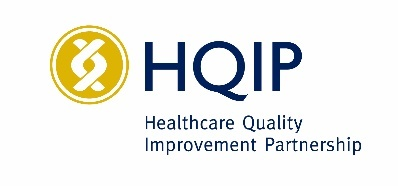 HQIP
Healthcare Quality
Improvement Partnership